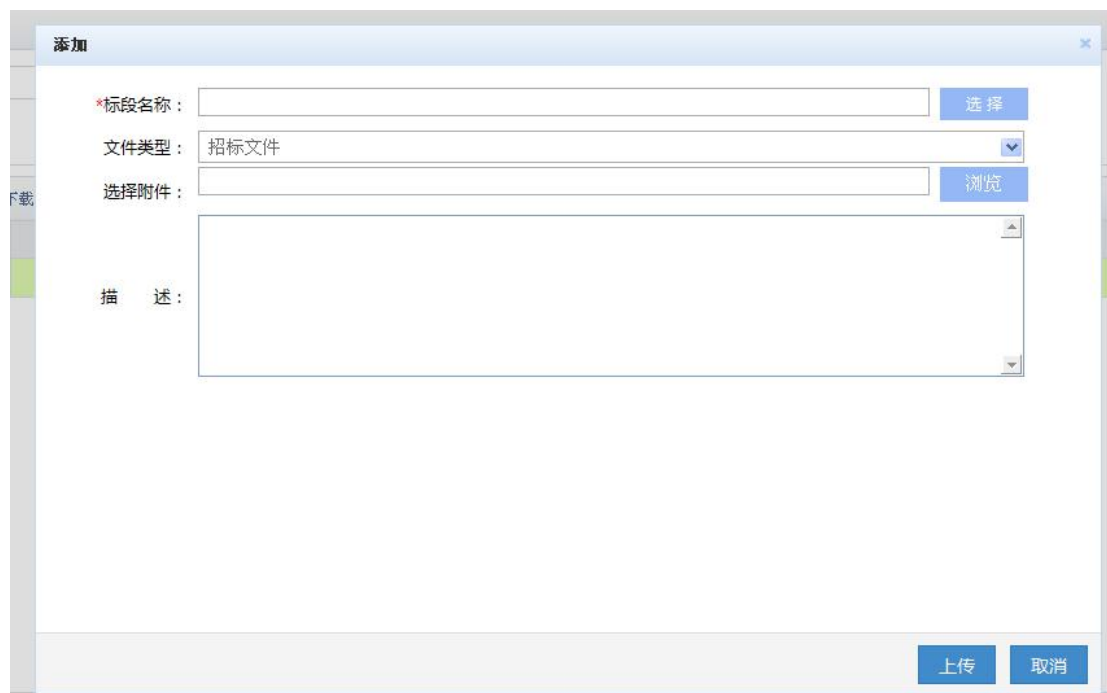 添加
*标段名称： 选择
文件类型： 招标文件
下载 选择附件： 浏览
描 述：
上传 取消